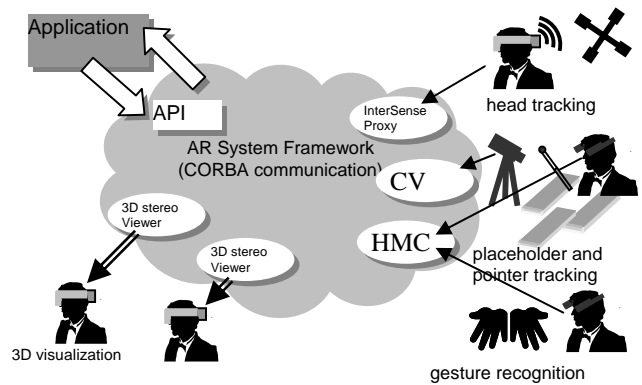 Application
API
InterSense
Proxy
head tracking
AR System Framework
(CORBA communication)
CV
3D stereo
Viewer
HMC
3D stereo
Viewer
placeholder and
pointer tracking
3D visualization
gesture recognition